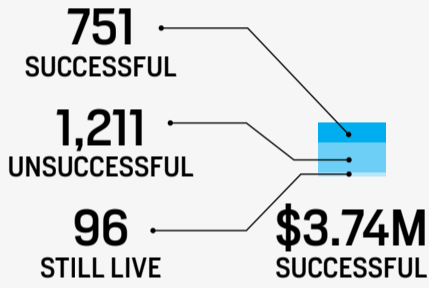 751
SUCCESSFUL
1,211
UNSUCCESSFUL
96
STILL LIVE
$3.74M
SUCCESSFUL